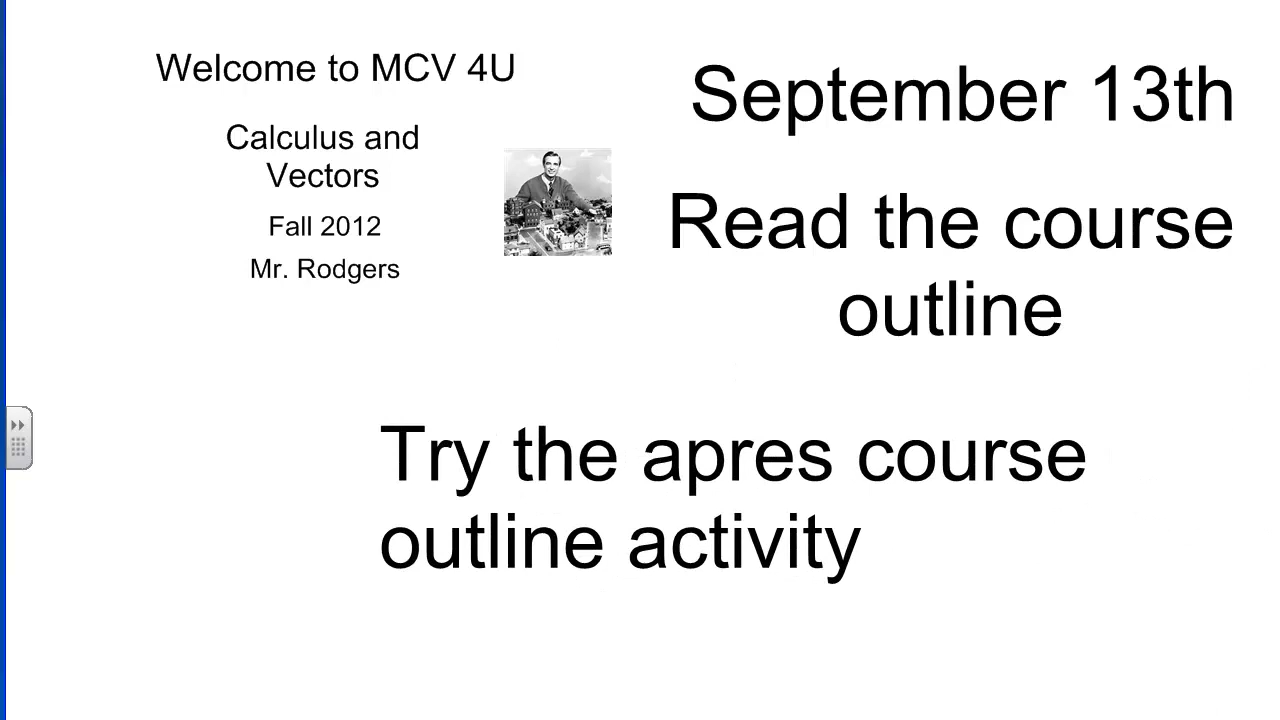 Welcome to MCV 4U
Calculus and
Vectors
Fall 2012
Mr. Rodgers
September 13th
Read the course
outline
Try the apres course
outline activity